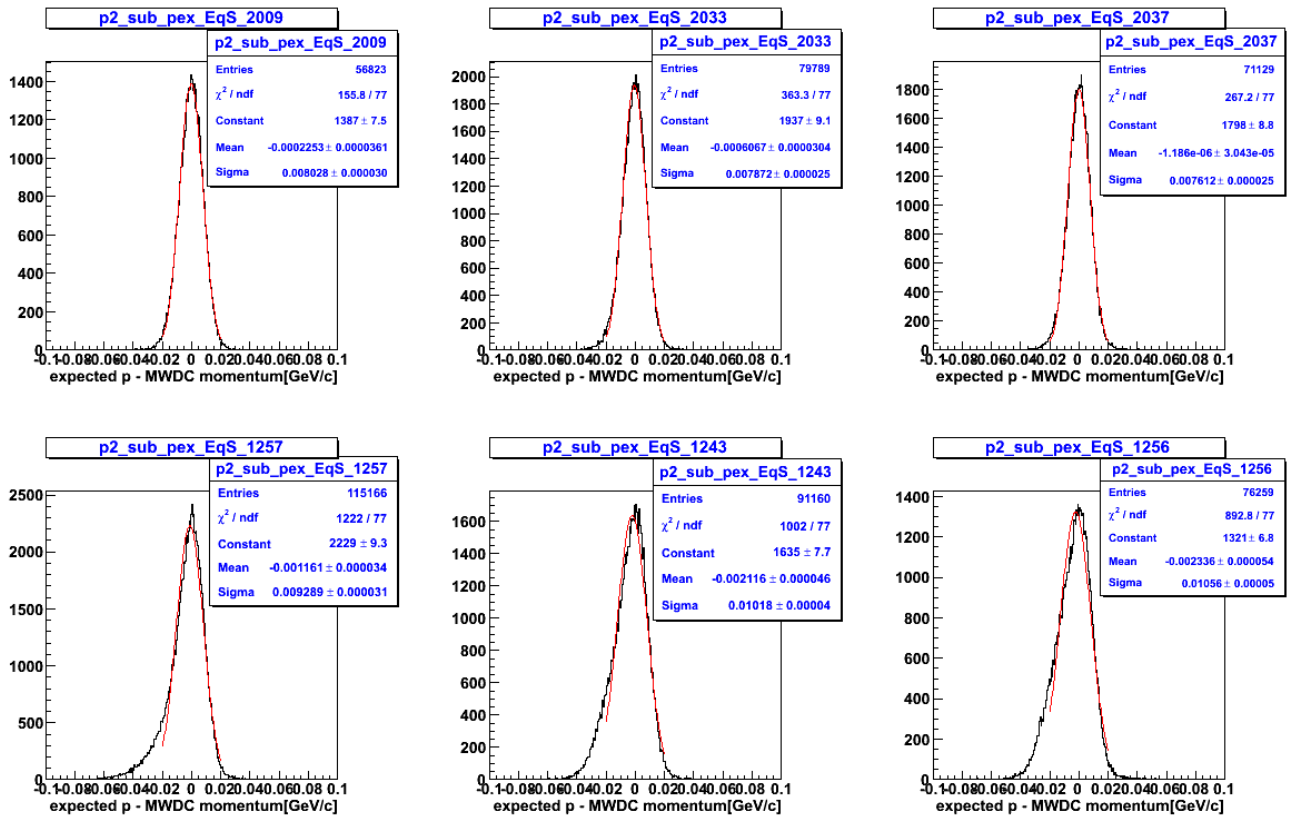 p2_sub_pex_EqS_2009
p2_sub_pex_EqS_2009
Entries 56823
χ² / ndf 155.8 / 77
Constant 1387 ± 7.5
Mean -0.0002253 ± 0.0000361
Sigma 0.008028 ± 0.000030
1400
1200
1000
800
600
400
200
0
-0.1 -0.08 -0.06 -0.04 -0.02 0 0.02 0.04 0.06 0.08 0.1
expected p - MWDC momentum[GeV/c]
p2_sub_pex_EqS_2033
p2_sub_pex_EqS_2033
Entries 79789
χ² / ndf 363.3 / 77
Constant 1937 ± 9.1
Mean -0.0006067 ± 0.0000304
Sigma 0.007872 ± 0.000025
2000
1800
1600
1400
1200
1000
800
600
400
200
0
-0.1 -0.08 -0.06 -0.04 -0.02 0 0.02 0.04 0.06 0.08 0.1
expected p - MWDC momentum[GeV/c]
p2_sub_pex_EqS_2037
p2_sub_pex_EqS_2037
Entries 71129
χ² / ndf 267.2 / 77
Constant 1798 ± 8.8
Mean -1.186e-06 ± 3.043e-05
Sigma 0.007612 ± 0.000025
1800
1600
1400
1200
1000
800
600
400
200
0
-0.1 -0.08 -0.06 -0.04 -0.02 0 0.02 0.04 0.06 0.08 0.1
expected p - MWDC momentum[GeV/c]
p2_sub_pex_EqS_1257
p2_sub_pex_EqS_1257
Entries 115166
χ² / ndf 1222 / 77
Constant 2229 ± 9.3
Mean -0.001161 ± 0.000034
Sigma 0.009289 ± 0.000031
2500
2000
1500
1000
500
0
-0.1 -0.08 -0.06 -0.04 -0.02 0 0.02 0.04 0.06 0.08 0.1
expected p - MWDC momentum[GeV/c]
p2_sub_pex_EqS_1243
p2_sub_pex_EqS_1243
Entries 91160
χ² / ndf 1002 / 77
Constant 1635 ± 7.7
Mean -0.002116 ± 0.000046
Sigma 0.01018 ± 0.00004
1600
1400
1200
1000
800
600
400
200
0
-0.1 -0.08 -0.06 -0.04 -0.02 0 0.02 0.04 0.06 0.08 0.1
expected p - MWDC momentum[GeV/c]
p2_sub_pex_EqS_1256
p2_sub_pex_EqS_1256
Entries 76259
χ² / ndf 892.8 / 77
Constant 1321 ± 6.8
Mean -0.002336 ± 0.000054
Sigma 0.01056 ± 0.00005
1400
1200
1000
800
600
400
200
0
-0.1 -0.08 -0.06 -0.04 -0.02 0 0.02 0.04 0.06 0.08 0.1
expected p - MWDC momentum[GeV/c]